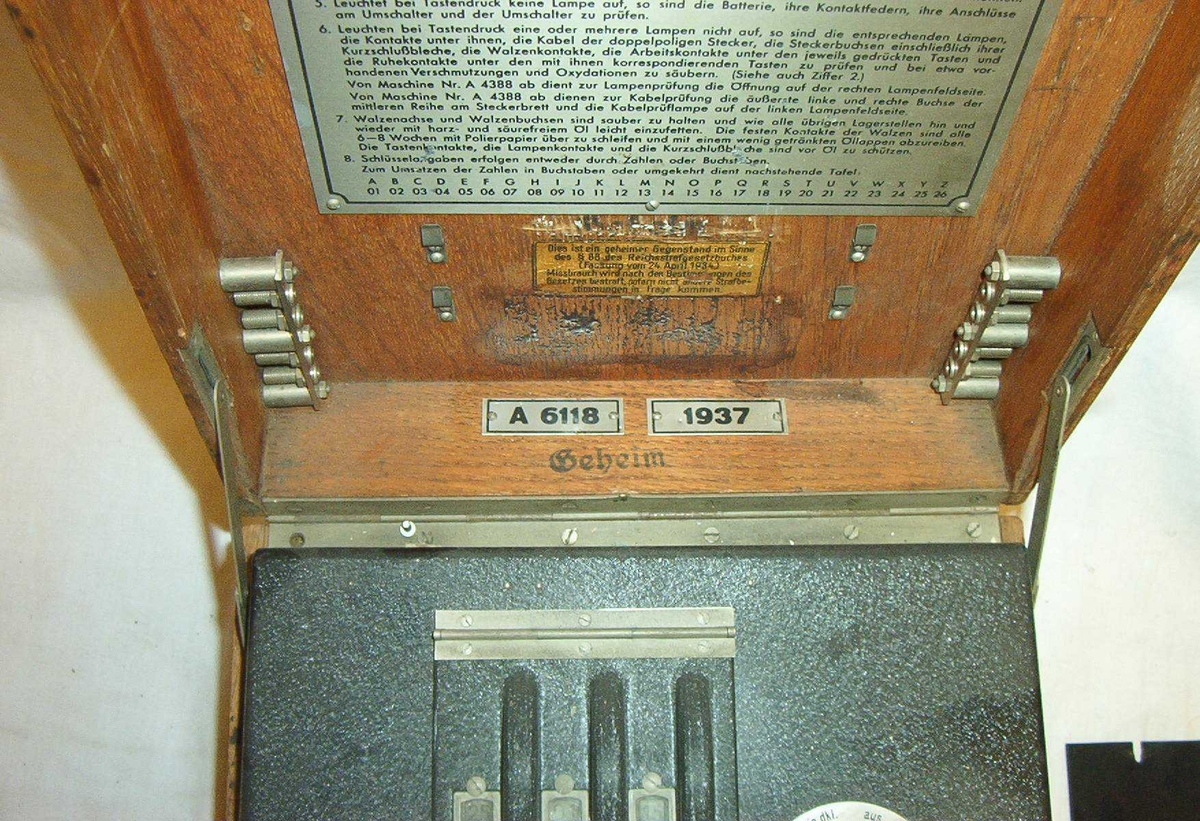 5. Leuchtet bei Tastendruck keine Lampe auf, so sind die Batterie, ihre Kontaktfedern, ihre Anschlüsse
am Umschalter und der Umschalter zu prüfen.
6. Leuchten bei Tastendruck eine oder mehrere Lampen nicht auf, so sind die entsprechenden Lampen,
die Kontakte unter ihnen, die Kabel der doppelpoligen Stecker, die Steckerbuchsen einschließlich ihrer
Kurzschlußbleche, die Walzenkontakte, die Arbeitskontakte unter den jeweils gedrückten Tasten und
die Ruhekontakte unter den mit ihnen korrespondierenden Tasten zu prüfen und bei etwa vor-
handenen Verschmutzungen und Oxydationen zu säubern. (Siehe auch Ziffer 2.)
Von Maschine Nr. A 4388 ab dient zur Lampenprüfung die Öffnung auf der rechten Lampenfeldseite.
Von Maschine Nr. A 4388 ab dienen zur Kabelprüfung die äußerste linke und rechte Buchse der
mittleren Reihe am Steckerbrett und die Kabelprüflampe auf der linken Lampenfeldseite.
7. Walzenachse und Walzenbuchsen sind sauber zu halten und wie alle übrigen Lagerstellen hin und
wieder mit harz- und säurefreiem Öl leicht einzufetten. Die festen Kontakte der Walzen sind alle
6—8 Wochen mit Polierpapier über zu schleifen und mit einem wenig getränkten Öllappen abzureiben.
Die Tastenkontakte, die Lampenkontakte und die Kurzschlußbleche sind vor Öl zu schützen.
8. Schlüsselangaben erfolgen entweder durch Zahlen oder Buchstaben.
Zum Umsetzen der Zahlen in Buchstaben oder umgekehrt dient nachstehende Tafel:
A B C D E F G H I J K L M N O P Q R S T U V W X Y Z
01 02 03 04 05 06 07 08 09 10 11 12 13 14 15 16 17 18 19 20 21 22 23 24 25 26
Dies ist ein geheimer Gegenstand im Sinne
des § 88 des Reichsstrafgesetzbuches
(Fassung vom 24. April 1934.)
Missbrauch wird nach den Bestimmungen des
Gesetzes bestraft, sofern nicht andere Strafbe-
stimmungen in Frage kommen.
A 6118 1937
Geheim
dkl. aus